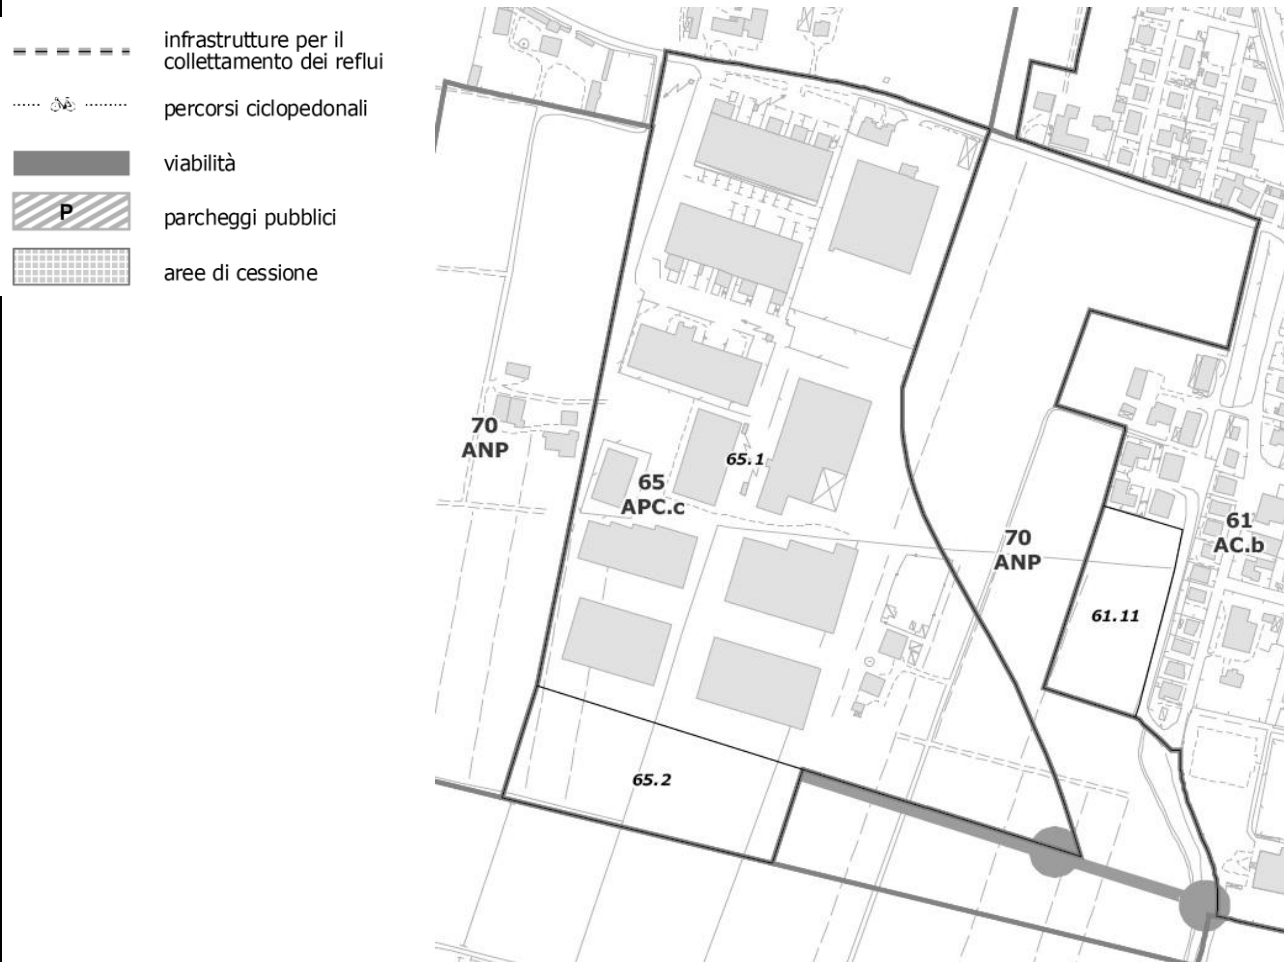 infrastrutture per il
collettamento dei reflui
percorsi ciclopedonali
viabilità
P
parcheggi pubblici
aree di cessione
70
ANP
65.1
65
APC.c
70
ANP
61
AC.b
61.11
65.2